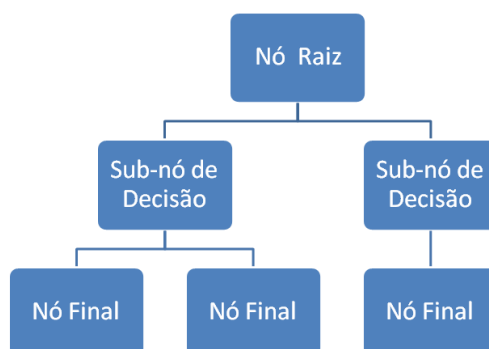 Nó Raiz
Sub-nó de
Decisão
Sub-nó de
Decisão
Nó Final
Nó Final
Nó Final